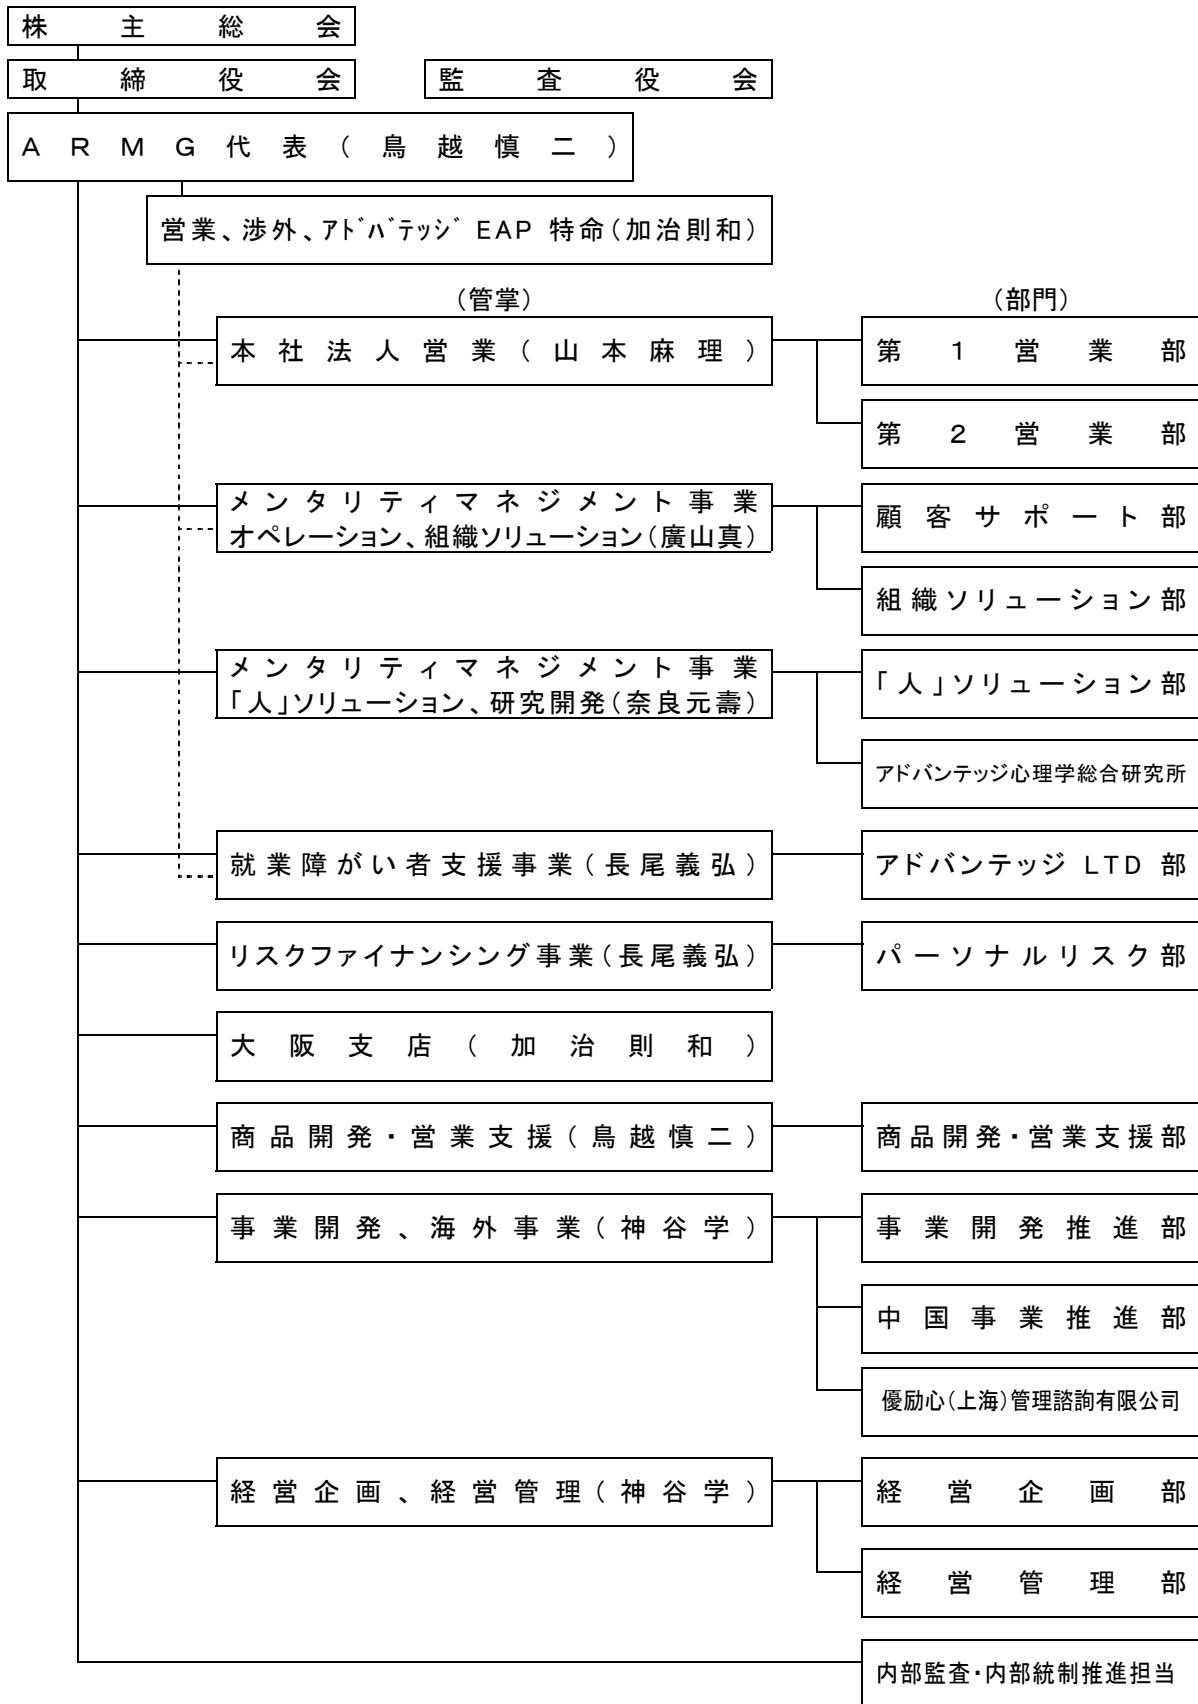 株主総会
取締役会
監査役会
ARMG代表(鳥越慎二)
営業、渉外、アドバテッジ EAP 特命(加治則和)
(管掌)
(部門)
本社法人営業(山本麻理)
第1営業部
第2営業部
メンタリティマネジメント事業
オペレーション、組織ソリューション(廣山真)
顧客サポート部
組織ソリューション部
メンタリティマネジメント事業
「人」ソリューション、研究開発(奈良元壽)
「人」ソリューション部
アドバンテッジ心理学総合研究所
就業障がい者支援事業(長尾義弘)
アドバンテッジ LTD 部
リスクファイナンシング事業(長尾義弘)
パーソナルリスク部
大阪支店(加治則和)
商品開発・営業支援(鳥越慎二)
商品開発・営業支援部
事業開発、海外事業(神谷学)
事業開発推進部
中国事業推進部
優励心(上海)管理諮詢有限公司
経営企画、経営管理(神谷学)
経営企画部
経営管理部
内部監査・内部統制推進担当